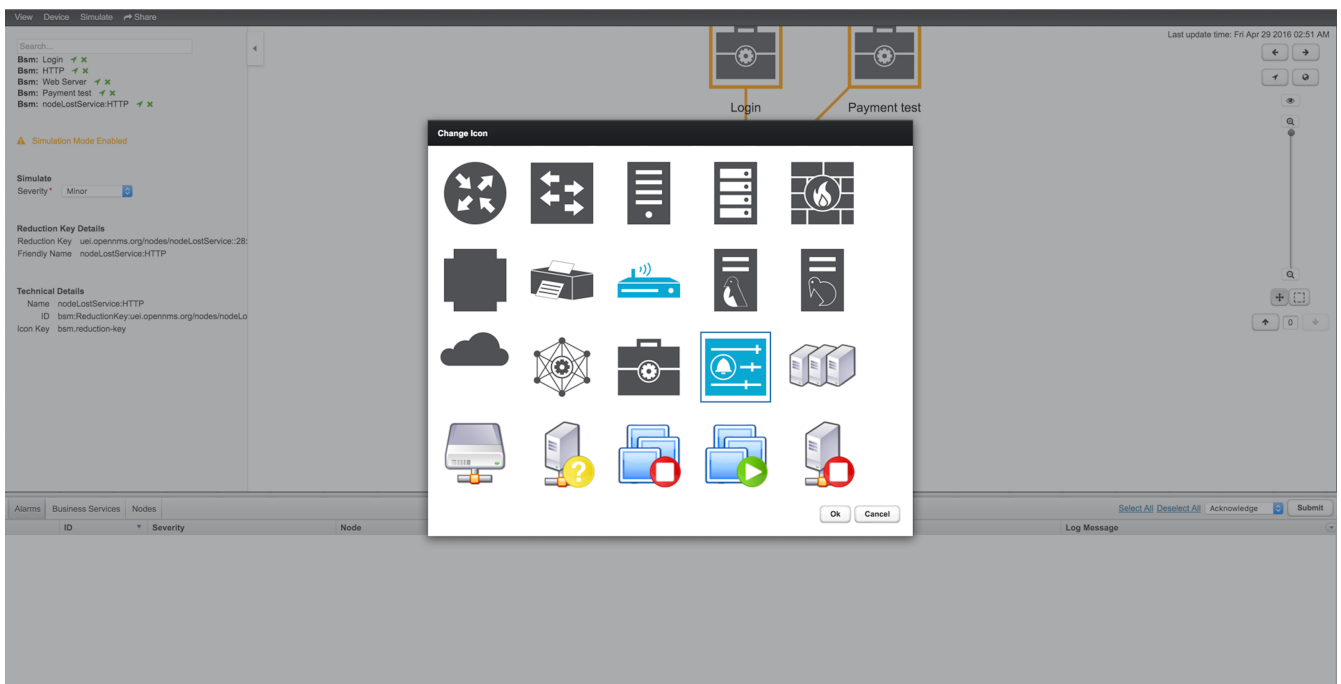 View Device Simulate Share
Last update time: Fri Apr 29 2016 02:51 AM
Search...
Bsm: Login
Bsm: HTTP
Bsm: Web Server
Bsm: Payment test
Bsm: nodeLostService:HTTP
Simulation Mode Enabled
Simulate
Severity* Minor
Reduction Key Details
Reduction Key uei.opennms.org/nodes/nodeLostService::28:
Friendly Name nodeLostService:HTTP
Technical Details
Name nodeLostService:HTTP
ID bsm:ReductionKey:uei.opennms.org/nodes/nodeLo
Icon Key bsm.reduction-key
Login Payment test
Change Icon
?
Ok Cancel
0
Alarms Business Services Nodes
Select All Deselect All Acknowledge Submit
ID Severity Node Log Message